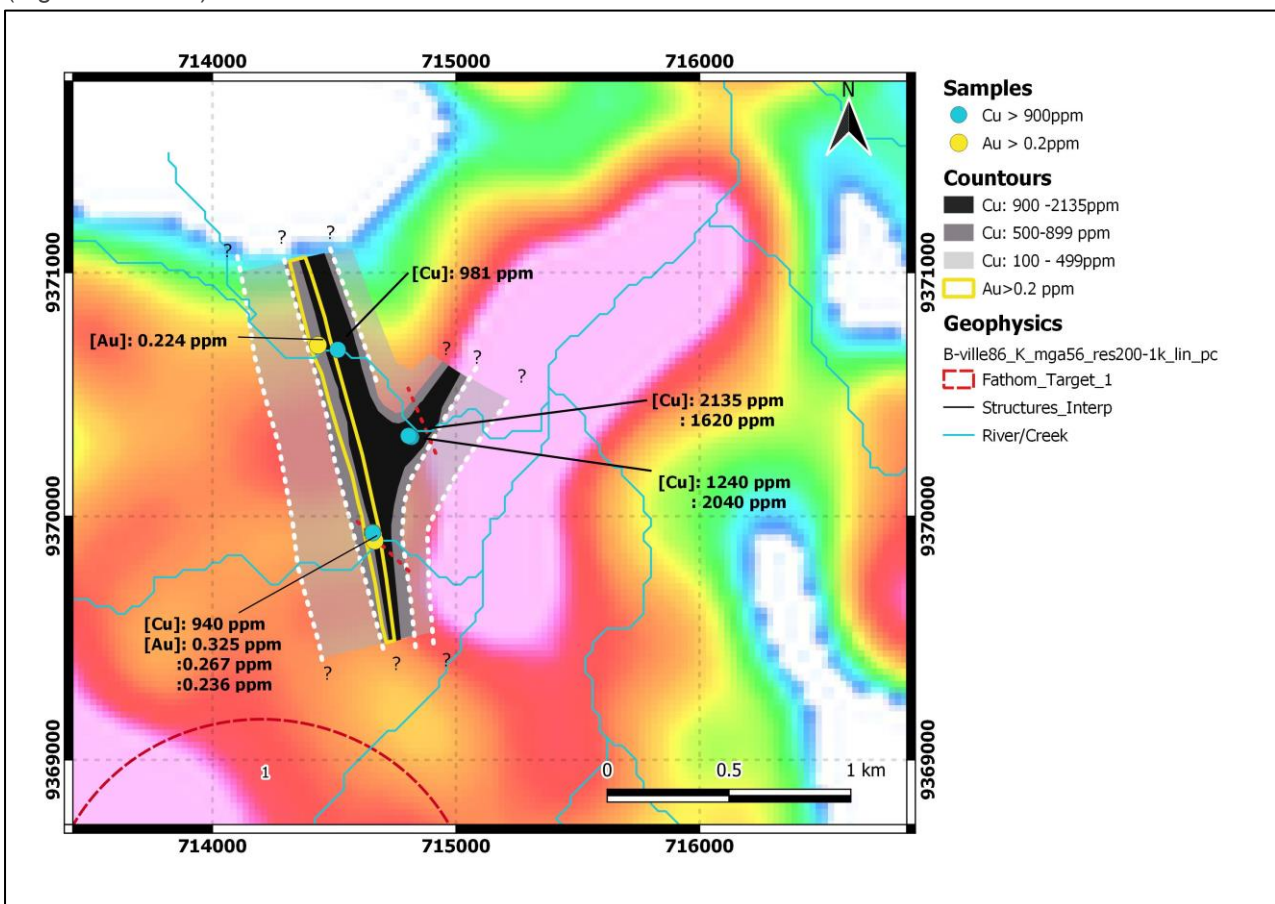 714000 715000 716000
N
Samples
Cu > 900ppm
Au > 0.2ppm
Countours
Cu: 900 -2135ppm
Cu: 500-899 ppm
Cu: 100 - 499ppm
Au>0.2 ppm
Geophysics
B-ville86_K_mga56_res200-1k_lin_pc
Fathom_Target_1
Structures_Interp
River/Creek
9371000
9371000
? ? ?
[Cu]: 981 ppm
[Au]: 0.224 ppm
? ? ?
[Cu]: 2135 ppm
: 1620 ppm
[Cu]: 1240 ppm
: 2040 ppm
9370000
9370000
[Cu]: 940 ppm
[Au]: 0.325 ppm
:0.267 ppm
:0.236 ppm
? ? ?
9369000
9369000
1
0 0.5 1 km
714000 715000 716000